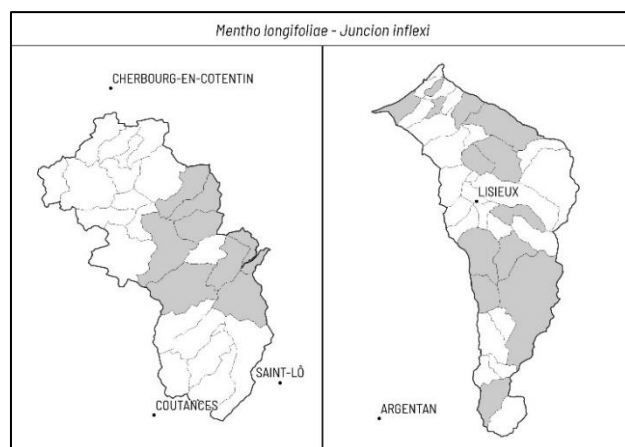 Mentho longifoliae - Juncion inflexi
CHERBOURG-EN-COTENTIN
SAINT-LÔ
COUTANCES
LISIEUX
ARGENTAN